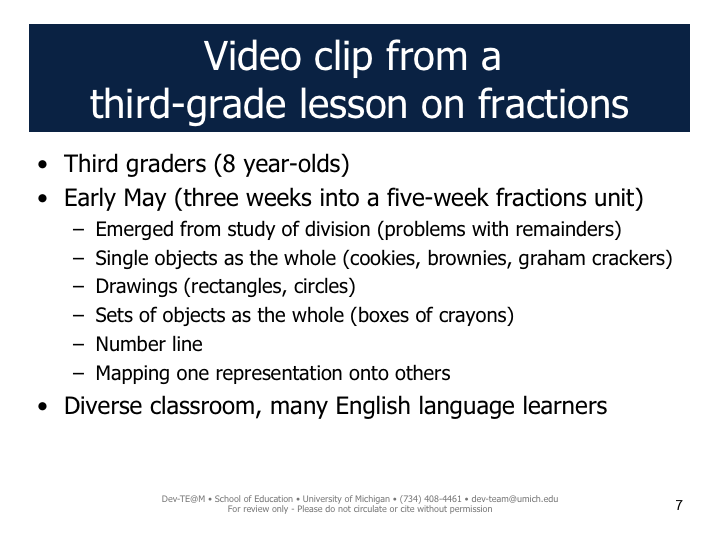 Video clip from a
third-grade lesson on fractions
• Third graders (8 year-olds)
• Early May (three weeks into a five-week fractions unit)
– Emerged from study of division (problems with remainders)
– Single objects as the whole (cookies, brownies, graham crackers)
– Drawings (rectangles, circles)
– Sets of objects as the whole (boxes of crayons)
– Number line
– Mapping one representation onto others
• Diverse classroom, many English language learners
Dev-TE@M • School of Education • University of Michigan • (734) 408-4461 • dev-team@umich.edu
For review only - Please do not circulate or cite without permission
7